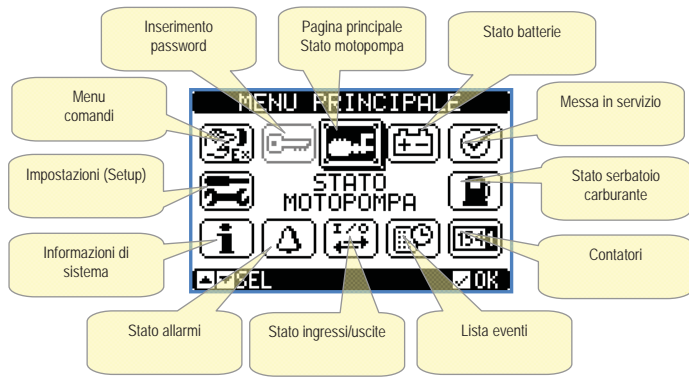 Inserimento
password
Pagina principale
Stato motopompa
Stato batterie
Menu
comandi
Messa in servizio
MENU PRINCIPALE
Ex
Impostazioni (Setup)
STATO
MOTOPOMPA
Stato serbatoio
carburante
Informazioni di
sistema
I/O
Contatori
SEL
OK
Stato allarmi
Stato ingressi/uscite
Lista eventi